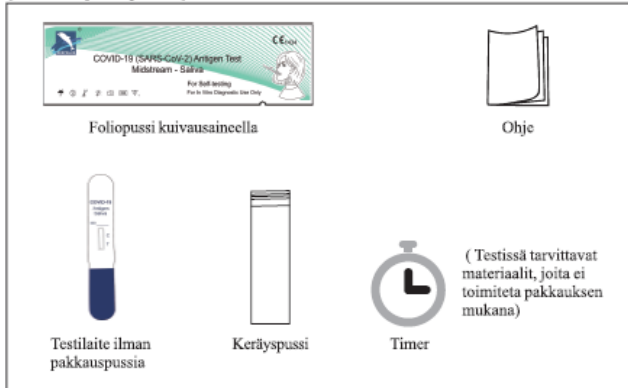 COVID-19 (SARS-CoV-2) Antigen Test
Midstream - Saliva
For Self-testing
For In Vitro Diagnostic Use Only
Foliopussi kuivausaineella
Ohje
COVID-19
Antigen
Saliva
Testilaite ilman
pakkauspussia
Keräyspussi
Timer
( Testissä tarvittavat
materiaalit, joita ei
toimiteta pakkauksen
mukana)